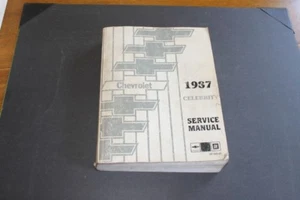 Chevrolet
1987
CELEBRITY
SERVICE
MANUAL